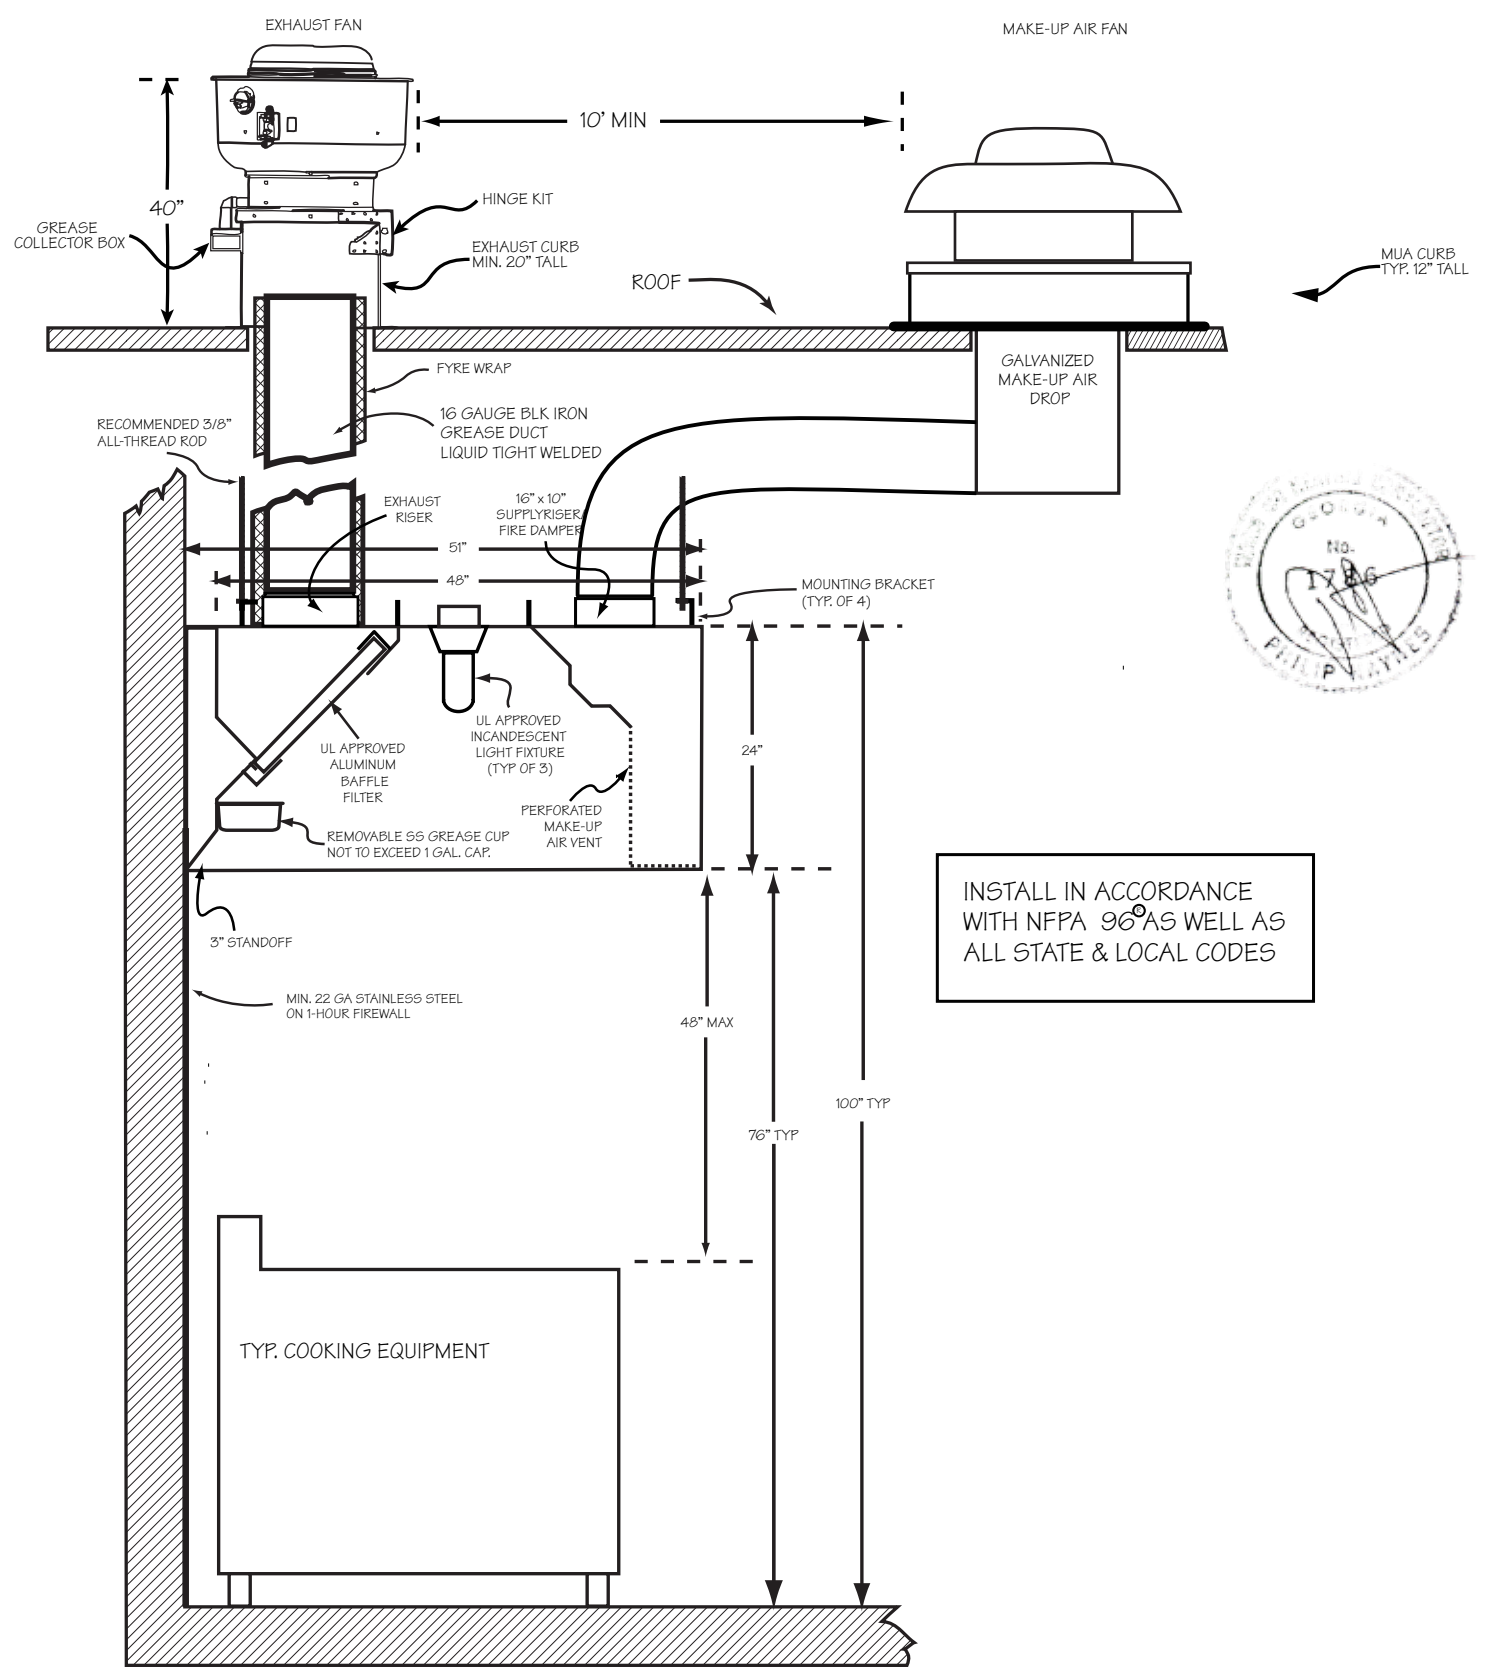 EXHAUST FAN
MAKE-UP AIR FAN
10’ MIN
40”
HINGE KIT
GREASE
COLLECTOR BOX
EXHAUST CURB
MIN. 20” TALL
ROOF
MUA CURB
TYP. 12” TALL
FYRE WRAP
GALVANIZED
MAKE-UP AIR
DROP
RECOMMENDED 3/8”
ALL-THREAD ROD
16 GAUGE BLK IRON
GREASE DUCT
LIQUID TIGHT WELDED
EXHAUST
RISER
16” x 10”
SUPPLYRISER/
FIRE DAMPER
51”
48”
MOUNTING BRACKET
(TYP. OF 4)
GEORGIA
No.
1786
PHILIP HAYNES
UL APPROVED
INCANDESCENT
LIGHT FIXTURE
(TYP OF 3)
UL APPROVED
ALUMINUM
BAFFLE
FILTER
24”
PERFORATED
MAKE-UP
AIR VENT
REMOVABLE SS GREASE CUP
NOT TO EXCEED 1 GAL. CAP.
3” STANDOFF
INSTALL IN ACCORDANCE
WITH NFPA 96® AS WELL AS
ALL STATE & LOCAL CODES
MIN. 22 GA STAINLESS STEEL
ON 1-HOUR FIREWALL
48” MAX
100” TYP
76” TYP
TYP. COOKING EQUIPMENT